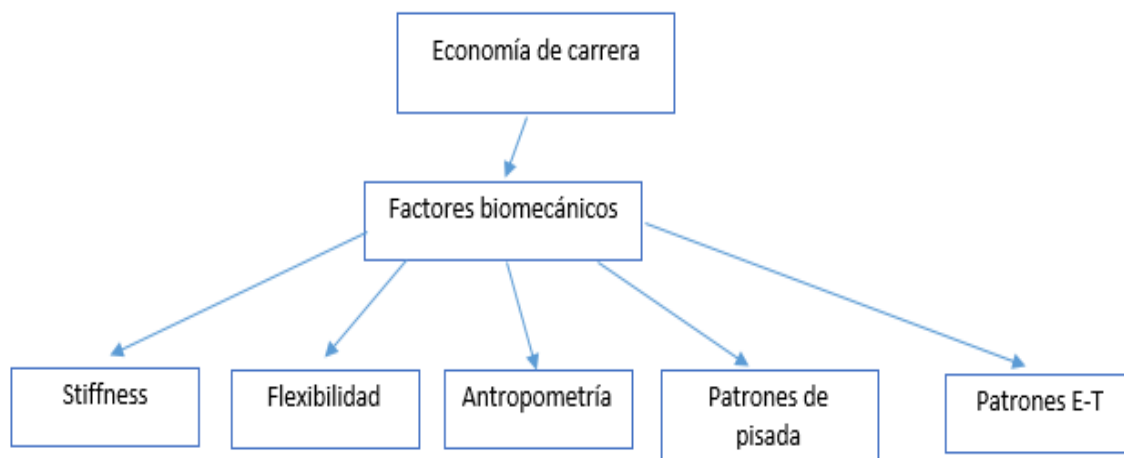 Economía de carrera
Factores biomecánicos
Stiffness
Flexibilidad
Antropometría
Patrones de
pisada
Patrones E-T